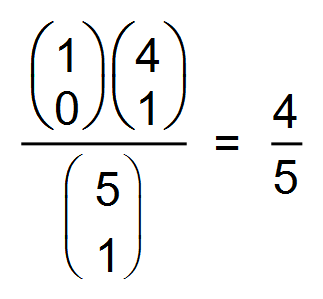 (1 0)(4 1)
(5 1)
= 4/5